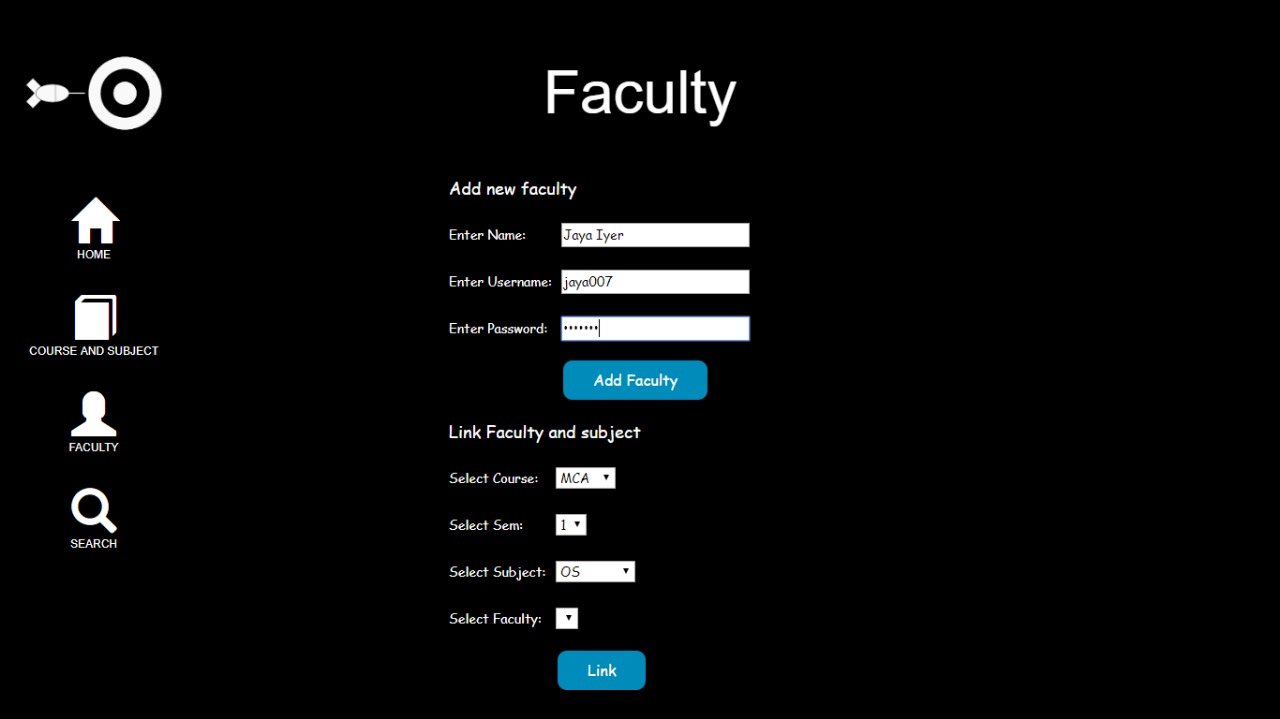 Faculty
HOME
COURSE AND SUBJECT
FACULTY
SEARCH
Add new faculty
Enter Name: Jaya Iyer
Enter Username: jaya007
Enter Password: •••••••
Add Faculty
Link Faculty and subject
Select Course: MCA
Select Sem: 1
Select Subject: OS
Select Faculty:
Link